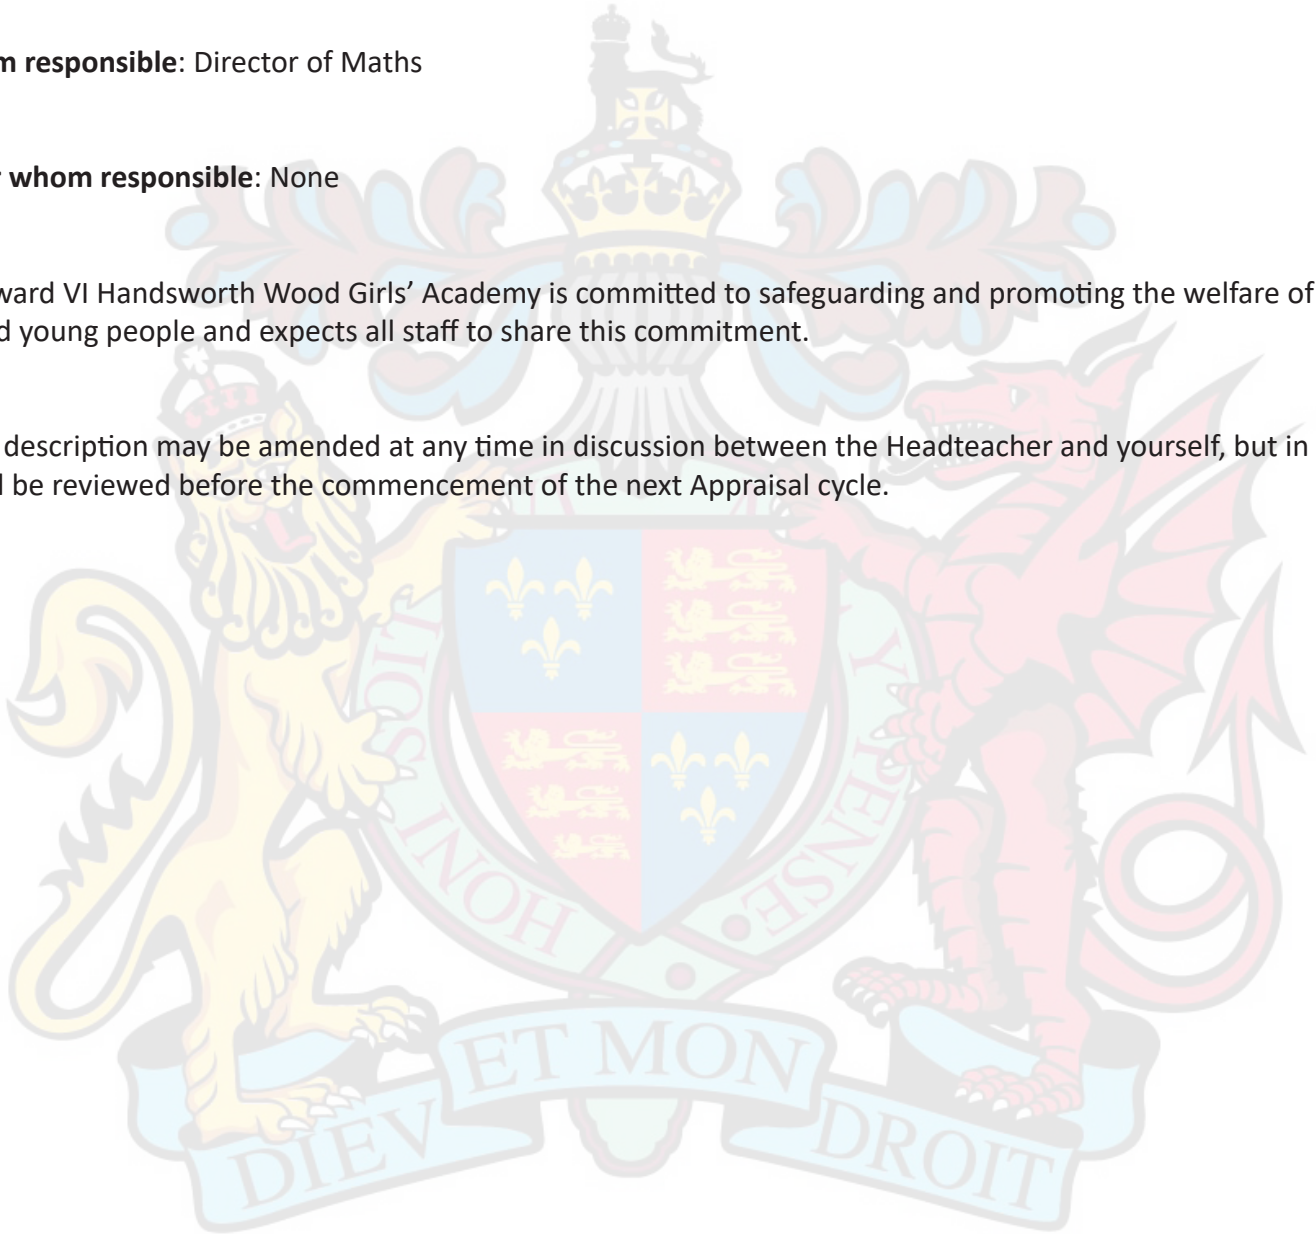 m responsible: Director of Maths
whom responsible: None
ward VI Handsworth Wood Girls’ Academy is committed to safeguarding and promoting the welfare of
d young people and expects all staff to share this commitment.
description may be amended at any time in discussion between the Headteacher and yourself, but in
l be reviewed before the commencement of the next Appraisal cycle.
HONI SOIT
Y PENSE
DIEV
ET MON
DROIT